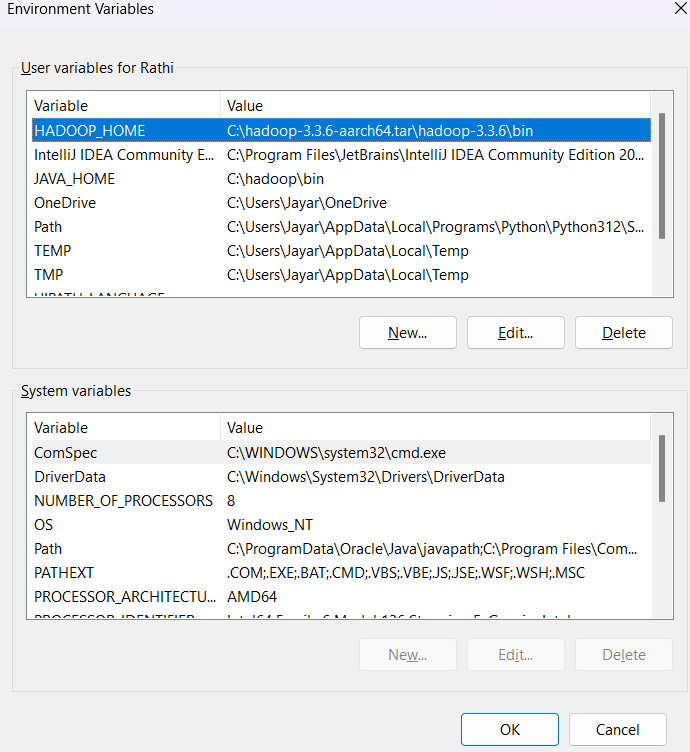 Environment Variables
User variables for Rathi
Variable Value
HADOOP_HOME C:\hadoop-3.3.6-aarch64.tar\hadoop-3.3.6\bin
IntelliJ IDEA Community E... C:\Program Files\JetBrains\IntelliJ IDEA Community Edition 20...
JAVA_HOME C:\hadoop\bin
OneDrive C:\Users\Jayar\OneDrive
Path C:\Users\Jayar\AppData\Local\Programs\Python\Python312\S...
TEMP C:\Users\Jayar\AppData\Local\Temp
TMP C:\Users\Jayar\AppData\Local\Temp
New... Edit... Delete
System variables
Variable Value
ComSpec C:\WINDOWS\system32\cmd.exe
DriverData C:\Windows\System32\Drivers\DriverData
NUMBER_OF_PROCESSORS 8
OS Windows_NT
Path C:\ProgramData\Oracle\Java\javapath;C:\Program Files\Com...
PATHEXT .COM;.EXE;.BAT;.CMD;.VBS;.VBE;.JS;.JSE;.WSF;.WSH;.MSC
PROCESSOR_ARCHITECTU... AMD64
New... Edit... Delete
OK Cancel